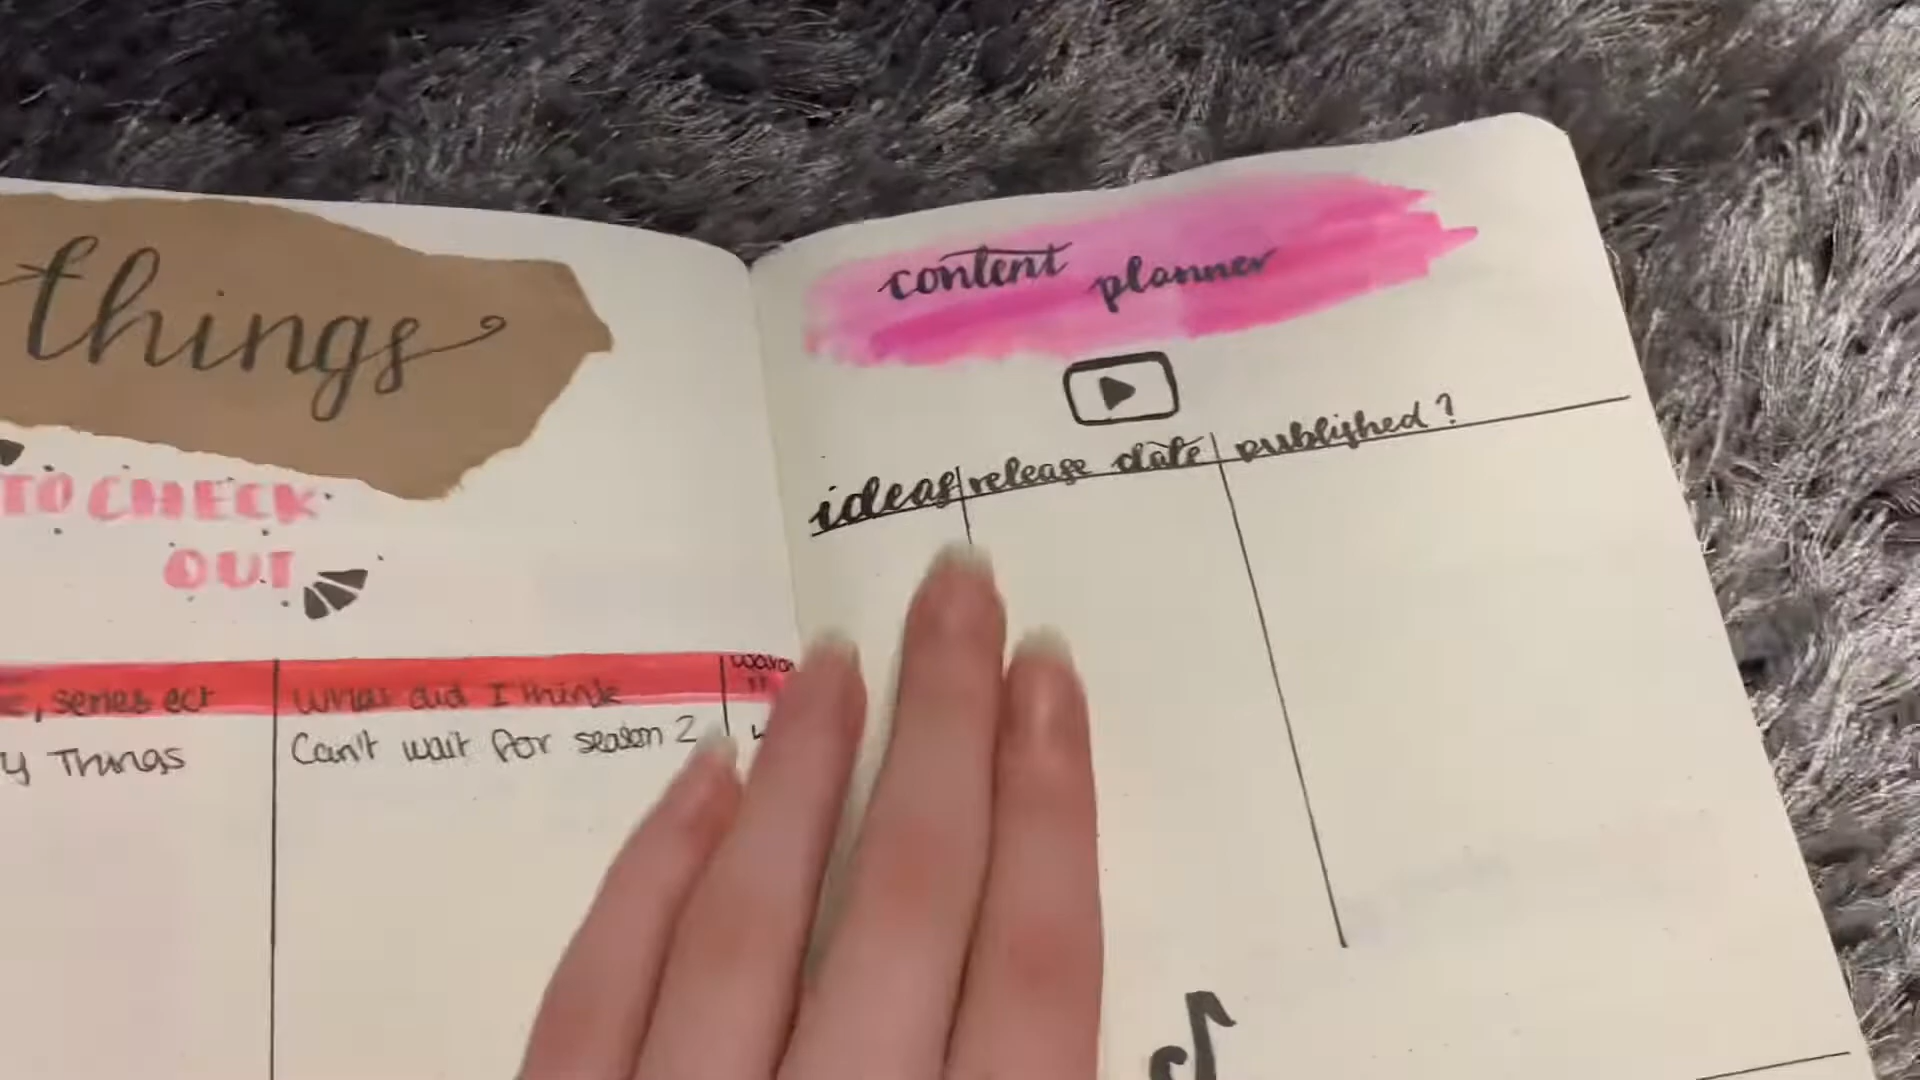 things
TO CHECK
OUT
, series ect
What did I think
y Things
Can't wait for season 2
content planner
ideas release date published?